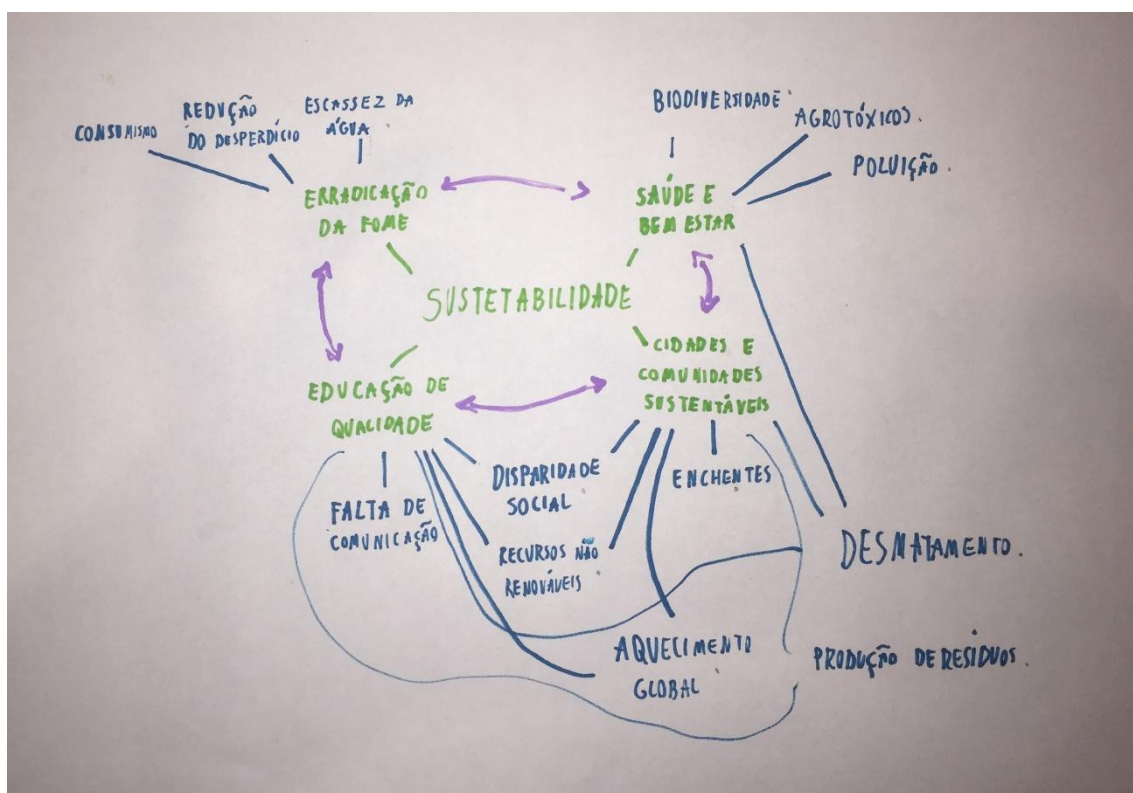 CONSUMISMO
REDUÇÃO
DO DESPERDÍCIO
ESCASSEZ DA
ÁGUA
BIODIVERSIDADE
AGROTÓXICOS.
POLUIÇÃO.
ERRADICAÇÃO
DA FOME
SAÚDE E
BEM ESTAR
SUSTETABILIDADE
EDUCAÇÃO DE
QUALIDADE
CIDADES E
COMUNIDADES
SUSTENTÁVEIS
FALTA DE
COMUNICAÇÃO
DISPARIDADE
SOCIAL
RECURSOS NÃO
RENOVÁVEIS
ENCHENTES
DESMATAMENTO.
AQUECIMENTO
GLOBAL
PRODUÇÃO DE RESÍDUOS.